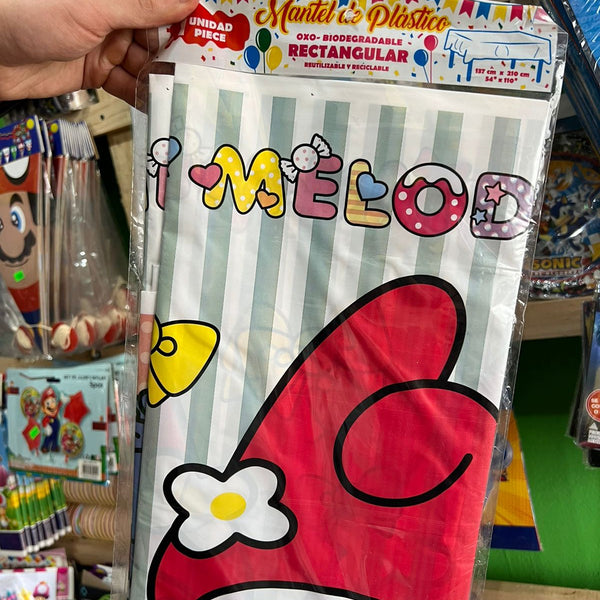 UNIDAD
PIECE
Mantel de Plástico
OXO - BIODEGRADABLE
RECTANGULAR
REUTILIZABLE Y RECICLABLE
137 cm x 210 cm
54" x 110"
I MELOD
SONIC